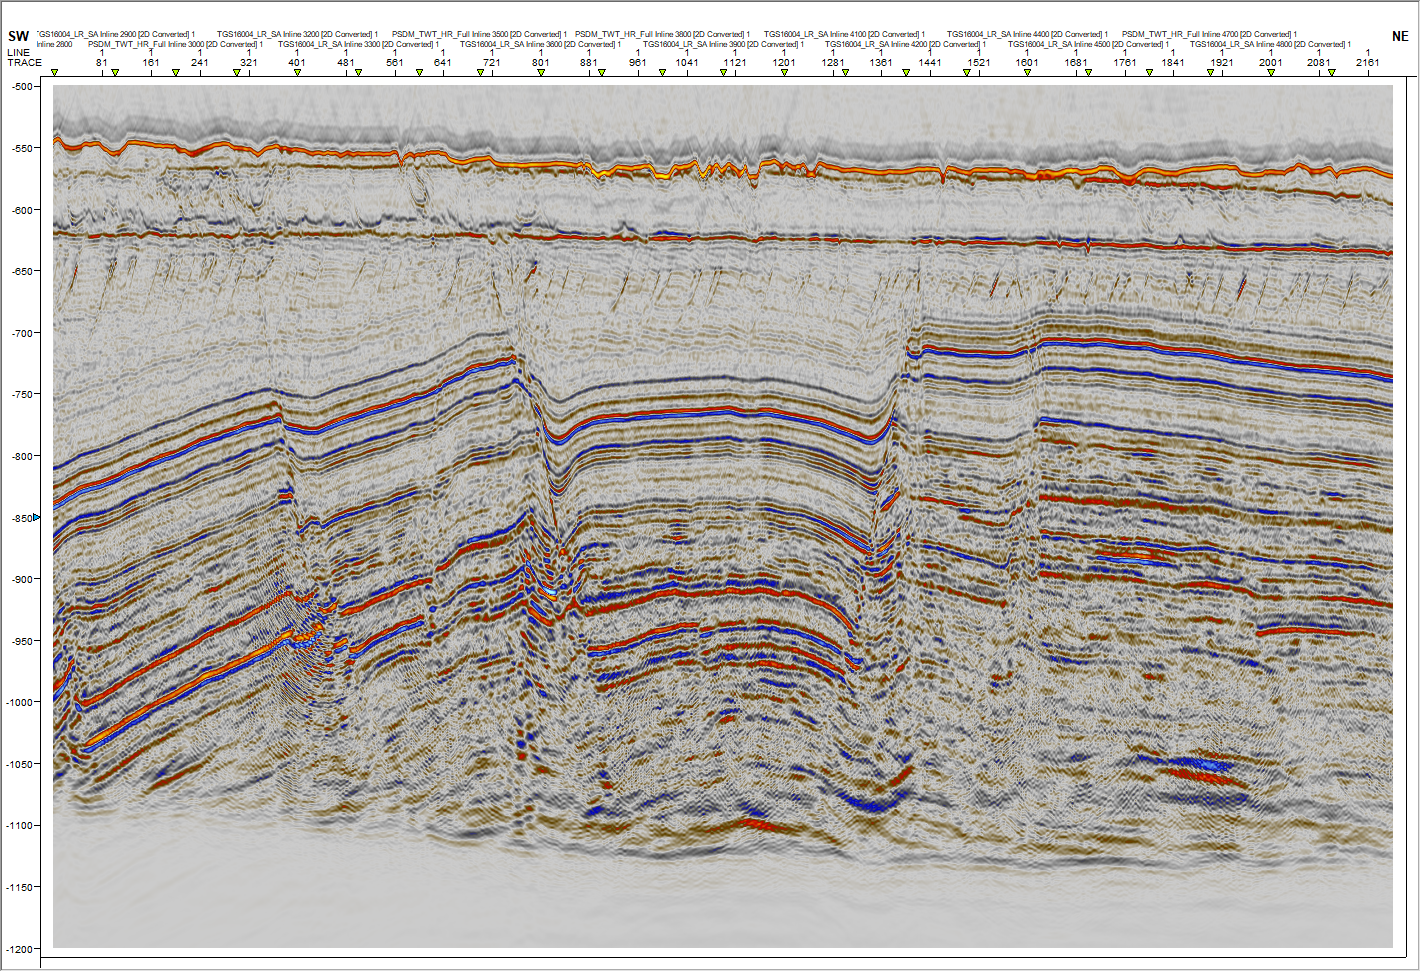 SW
TGS16004_LR_SA Inline 2900 [2D Converted] 1 TGS16004_LR_SA Inline 3200 [2D Converted] 1 PSDM_TWT_HR_Full Inline 3500 [2D Converted] 1 PSDM_TWT_HR_Full Inline 3800 [2D Converted] 1 TGS16004_LR_SA Inline 4100 [2D Converted] 1 TGS16004_LR_SA Inline 4400 [2D Converted] 1 PSDM_TWT_HR_Full Inline 4700 [2D Converted] 1
NE
Inline 2800 PSDM_TWT_HR_Full Inline 3000 [2D Converted] 1 TGS16004_LR_SA Inline 3300 [2D Converted] 1 TGS16004_LR_SA Inline 3600 [2D Converted] 1 TGS16004_LR_SA Inline 3900 [2D Converted] 1 TGS16004_LR_SA Inline 4200 [2D Converted] 1 TGS16004_LR_SA Inline 4500 [2D Converted] 1 TGS16004_LR_SA Inline 4800 [2D Converted] 1
LINE 1 1 1 1 1 1 1 1 1 1 1 1 1 1 1 1 1 1 1 1 1 1 1 1 1 1 1
TRACE 81 161 241 321 401 481 561 641 721 801 881 961 1041 1121 1201 1281 1361 1441 1521 1601 1681 1761 1841 1921 2001 2081 2161
-500
-550
-600
-650
-700
-750
-800
-850
-900
-950
-1000
-1050
-1100
-1150
-1200